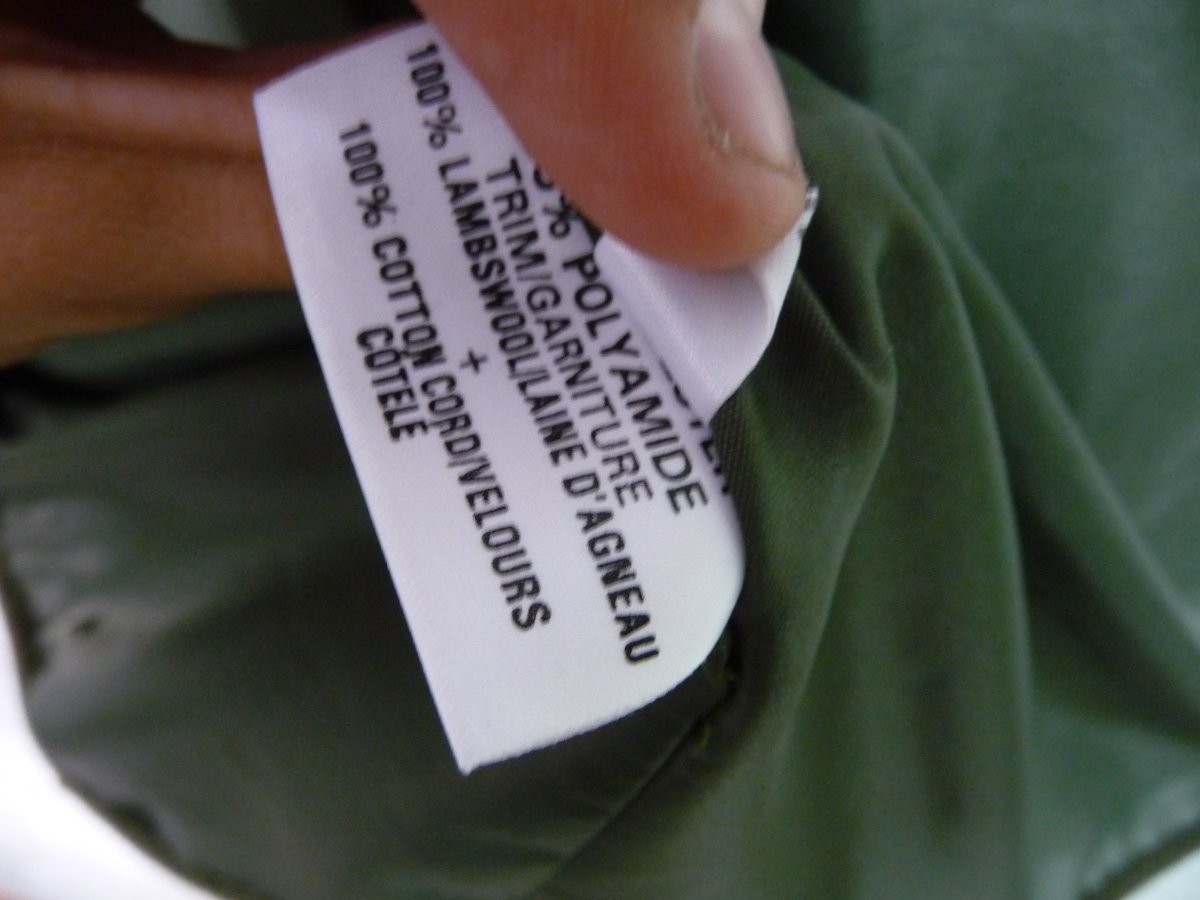 % POLYAMIDE
TRIM/GARNITURE
100% LAMBSWOOL/LAINE D'AGNEAU
+
100% COTTON CORD/VELOURS
CÔTELÉ